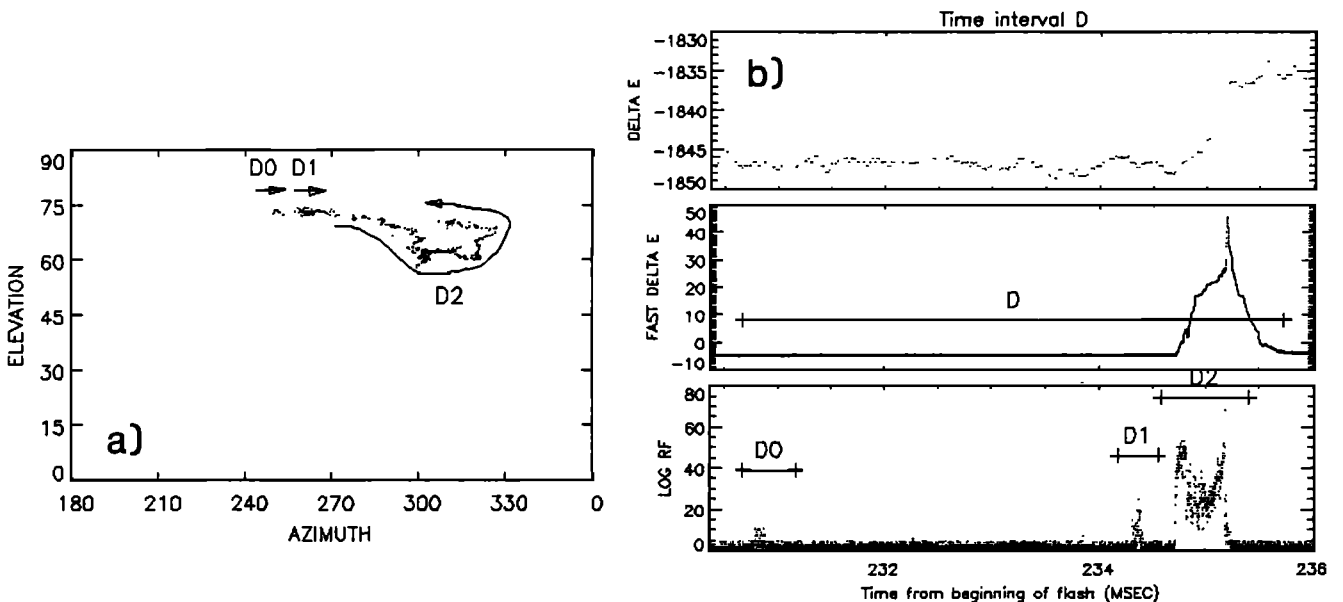 Time interval D
a)
ELEVATION
90
75
60
45
30
15
0
D0 D1
D2
180 210 240 270 300 330 0
AZIMUTH
b)
DELTA E
-1830
-1835
-1840
-1845
-1850
FAST DELTA E
50
40
30
20
10
0
-10
D
LOG RF
80
60
40
20
0
D0
D1
D2
232 234 236
Time from beginning of flash (MSEC)